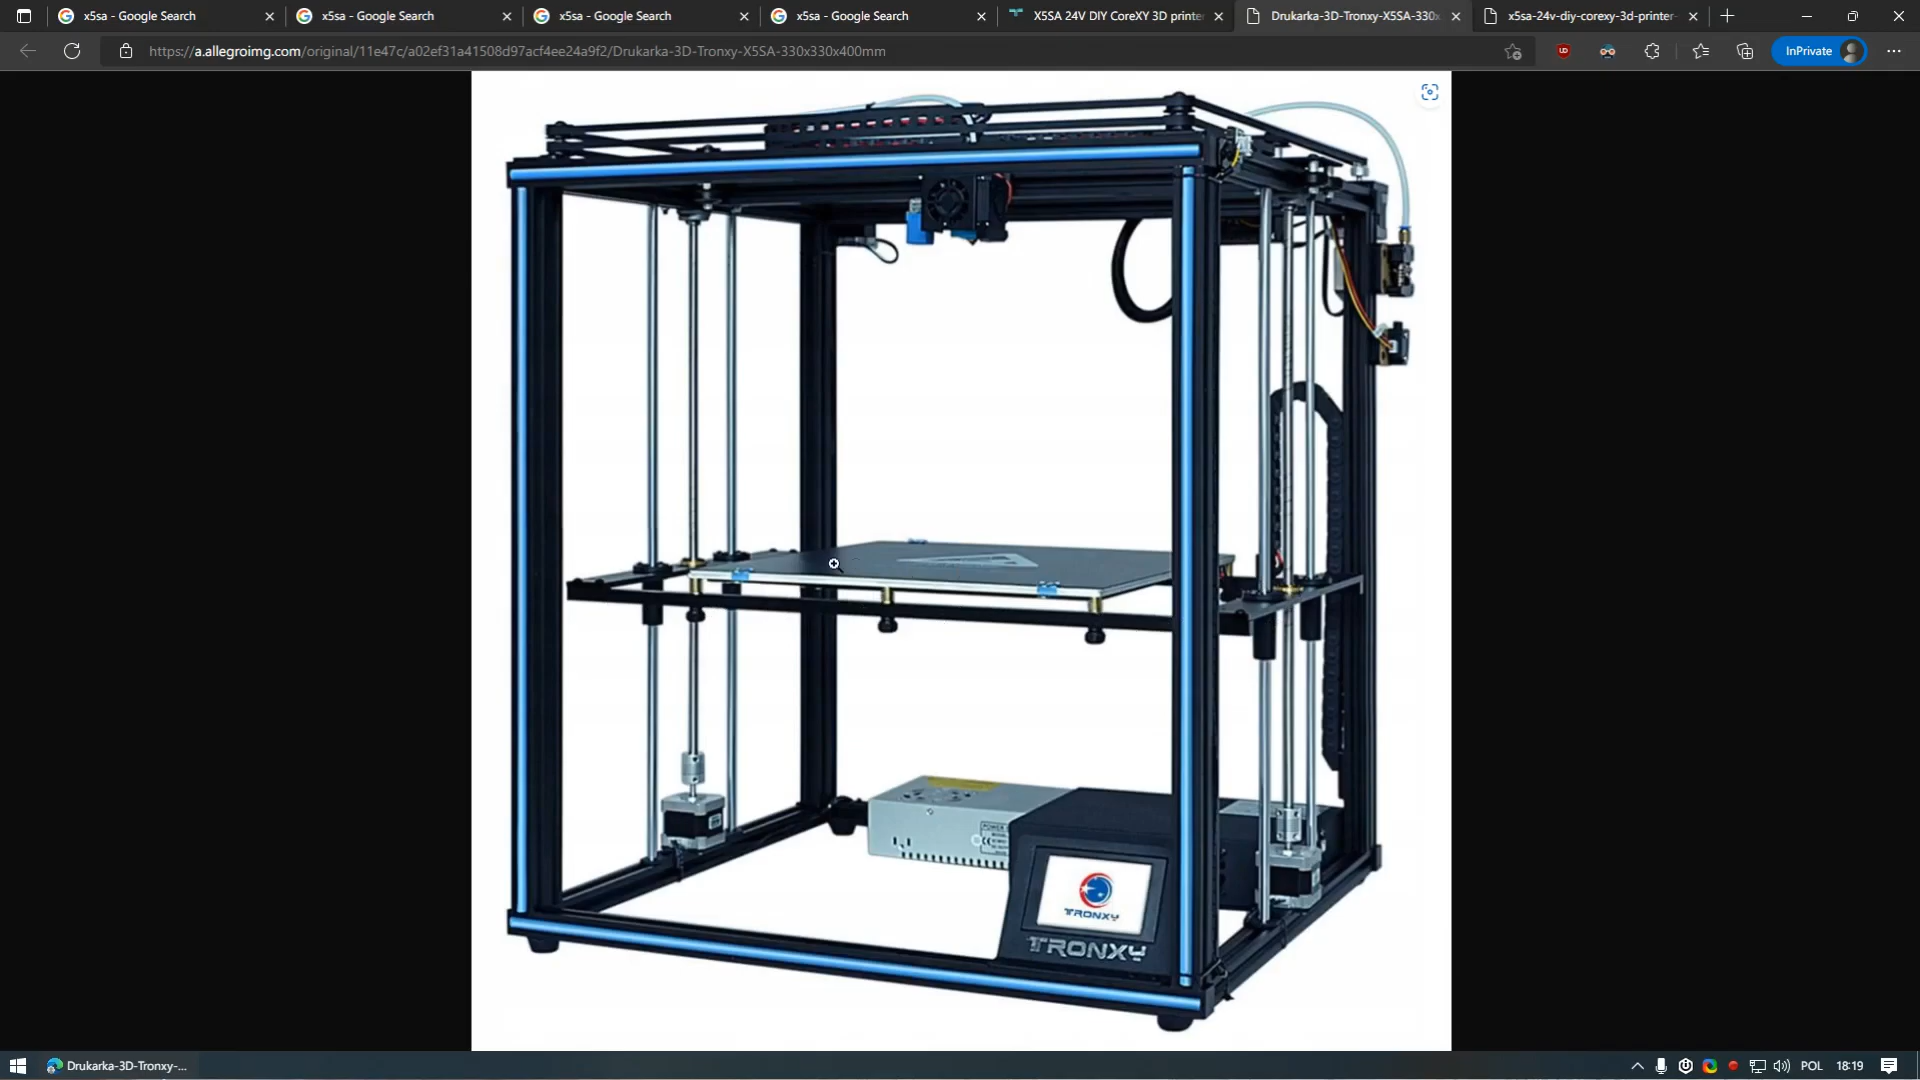 x5sa - Google Search
x5sa - Google Search
x5sa - Google Search
x5sa - Google Search
X5SA 24V DIY CoreXY 3D printer
Drukarka-3D-Tronxy-X5SA-330x
x5sa-24v-diy-corexy-3d-printer-
https://a.allegroimg.com/original/11e47c/a02ef31a41508d97acf4ee24a9f2/Drukarka-3D-Tronxy-X5SA-330x330x400mm
InPrivate
TRONXY
TRONXY
Drukarka-3D-Tronxy-...
POL
18:19